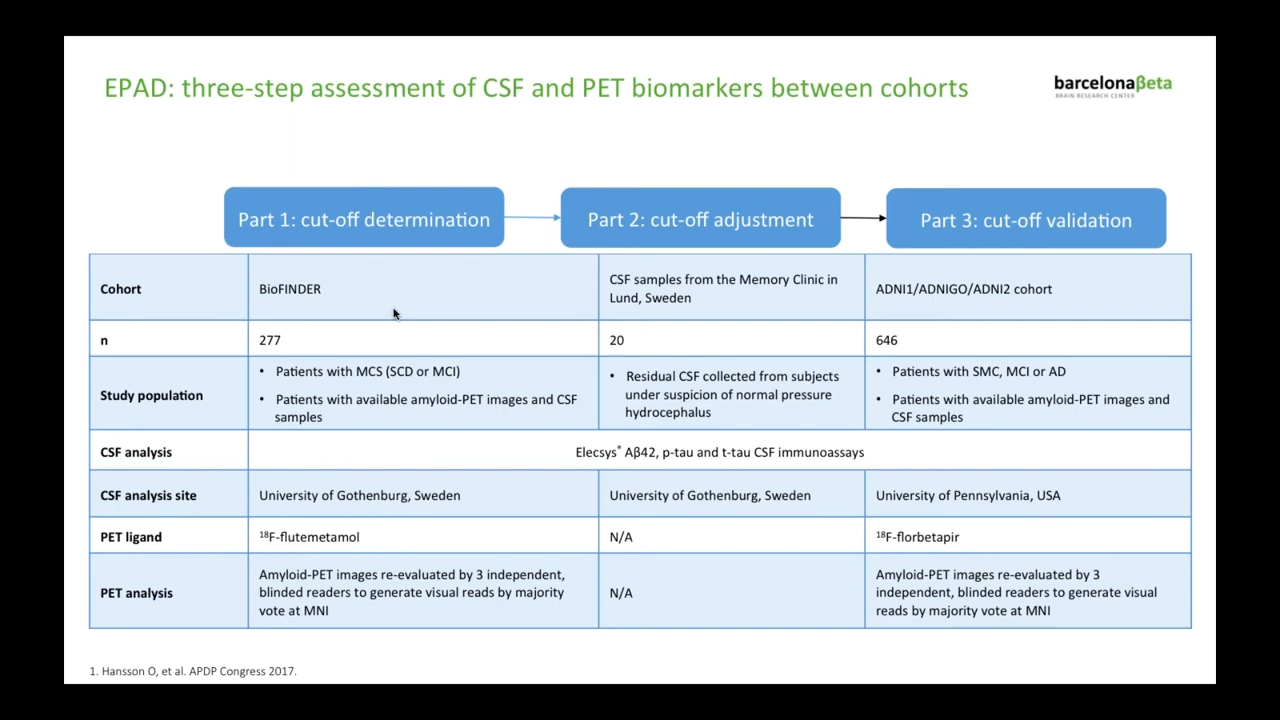 EPAD: three-step assessment of CSF and PET biomarkers between cohorts
barcelonaβeta
BRAIN RESEARCH CENTER
Part 1: cut-off determination
Part 2: cut-off adjustment
Part 3: cut-off validation
Cohort
BioFINDER
CSF samples from the Memory Clinic in
Lund, Sweden
ADNI1/ADNIGO/ADNI2 cohort
n
277
20
646
Study population
• Patients with MCS (SCD or MCI)
• Patients with available amyloid-PET images and CSF
samples
• Residual CSF collected from subjects
under suspicion of normal pressure
hydrocephalus
• Patients with SMC, MCI or AD
• Patients with available amyloid-PET images and
CSF samples
CSF analysis
Elecsys® Aβ42, p-tau and t-tau CSF immunoassays
CSF analysis site
University of Gothenburg, Sweden
University of Gothenburg, Sweden
University of Pennsylvania, USA
PET ligand
¹⁸F-flutemetamol
N/A
¹⁸F-florbetapir
PET analysis
Amyloid-PET images re-evaluated by 3 independent,
blinded readers to generate visual reads by majority
vote at MNI
N/A
Amyloid-PET images re-evaluated by 3
independent, blinded readers to generate visual
reads by majority vote at MNI
1. Hansson O, et al. APDP Congress 2017.